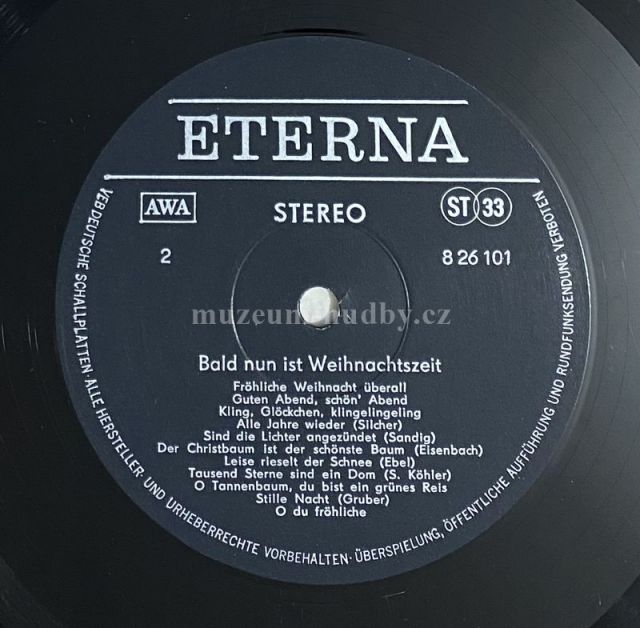 ETERNA
AWA
STEREO
ST 33
2
8 26 101
muzeumhudby.cz
Bald nun ist Weihnachtszeit
Fröhliche Weihnacht überall
Guten Abend, schön' Abend
Kling, Glöckchen, klingelingeling
Alle Jahre wieder (Silcher)
Sind die Lichter angezündet (Sandig)
Der Christbaum ist der schönste Baum (Eisenbach)
Leise rieselt der Schnee (Ebel)
Tausend Sterne sind ein Dom (S. Köhler)
O Tannenbaum, du bist ein grünes Reis
Stille Nacht (Gruber)
O du fröhliche
VEB DEUTSCHE SCHALLPLATTEN · ALLE HERSTELLER- UND URHEBERRECHTE VORBEHALTEN · ÜBERSPIELUNG, ÖFFENTLICHE AUFFÜHRUNG UND RUNDFUNKSENDUNG VERBOTEN